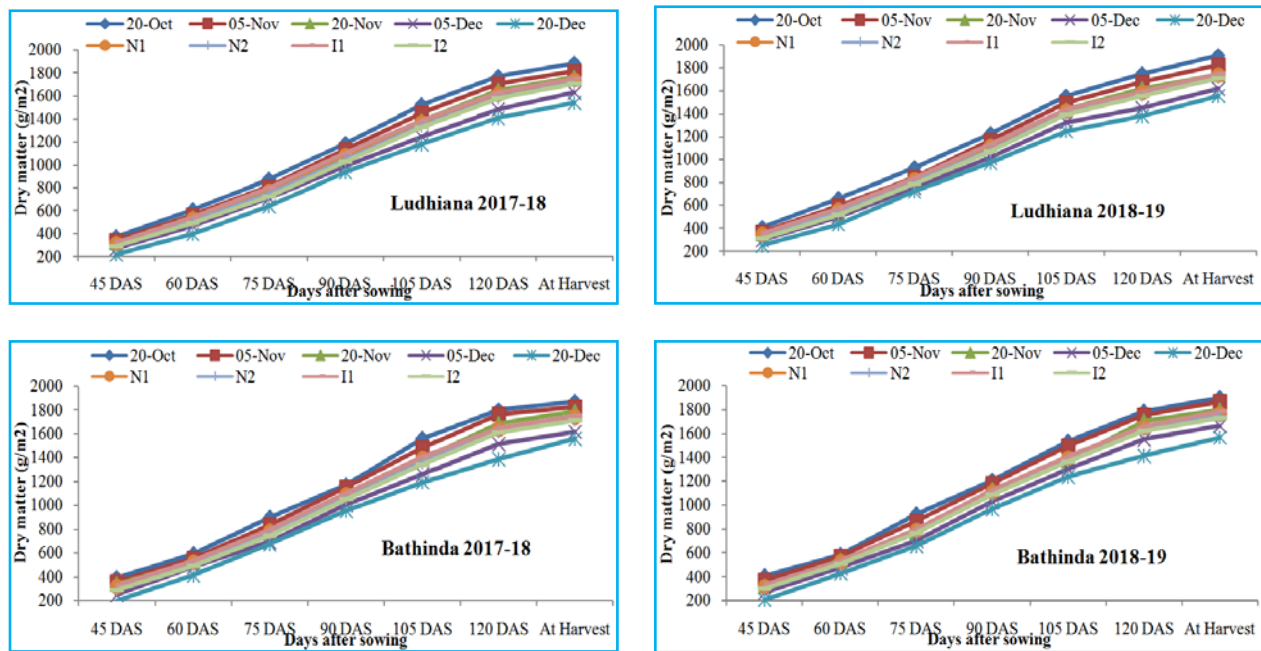 20-Oct 05-Nov 20-Nov 05-Dec 20-Dec
N1 N2 I1 I2
Dry matter (g/m2)
2000
1800
1600
1400
1200
1000
800
600
400
200
Ludhiana 2017-18
45 DAS 60 DAS 75 DAS 90 DAS 105 DAS 120 DAS At Harvest
Days after sowing
20-Oct 05-Nov 20-Nov 05-Dec 20-Dec
N1 N2 I1 I2
Dry matter (g/m2)
2000
1800
1600
1400
1200
1000
800
600
400
200
Ludhiana 2018-19
45 DAS 60 DAS 75 DAS 90 DAS 105 DAS 120 DAS At Harvest
Days after sowing
20-Oct 05-Nov 20-Nov 05-Dec 20-Dec
N1 N2 I1 I2
Dry matter (g/m2)
2000
1800
1600
1400
1200
1000
800
600
400
200
Bathinda 2017-18
45 DAS 60 DAS 75 DAS 90 DAS 105 DAS 120 DAS At Harvest
Days after sowing
20-Oct 05-Nov 20-Nov 05-Dec 20-Dec
N1 N2 I1 I2
Dry matter (g/m2)
2000
1800
1600
1400
1200
1000
800
600
400
200
Bathinda 2018-19
45 DAS 60 DAS 75 DAS 90 DAS 105 DAS 120 DAS At Harvest
Days after sowing